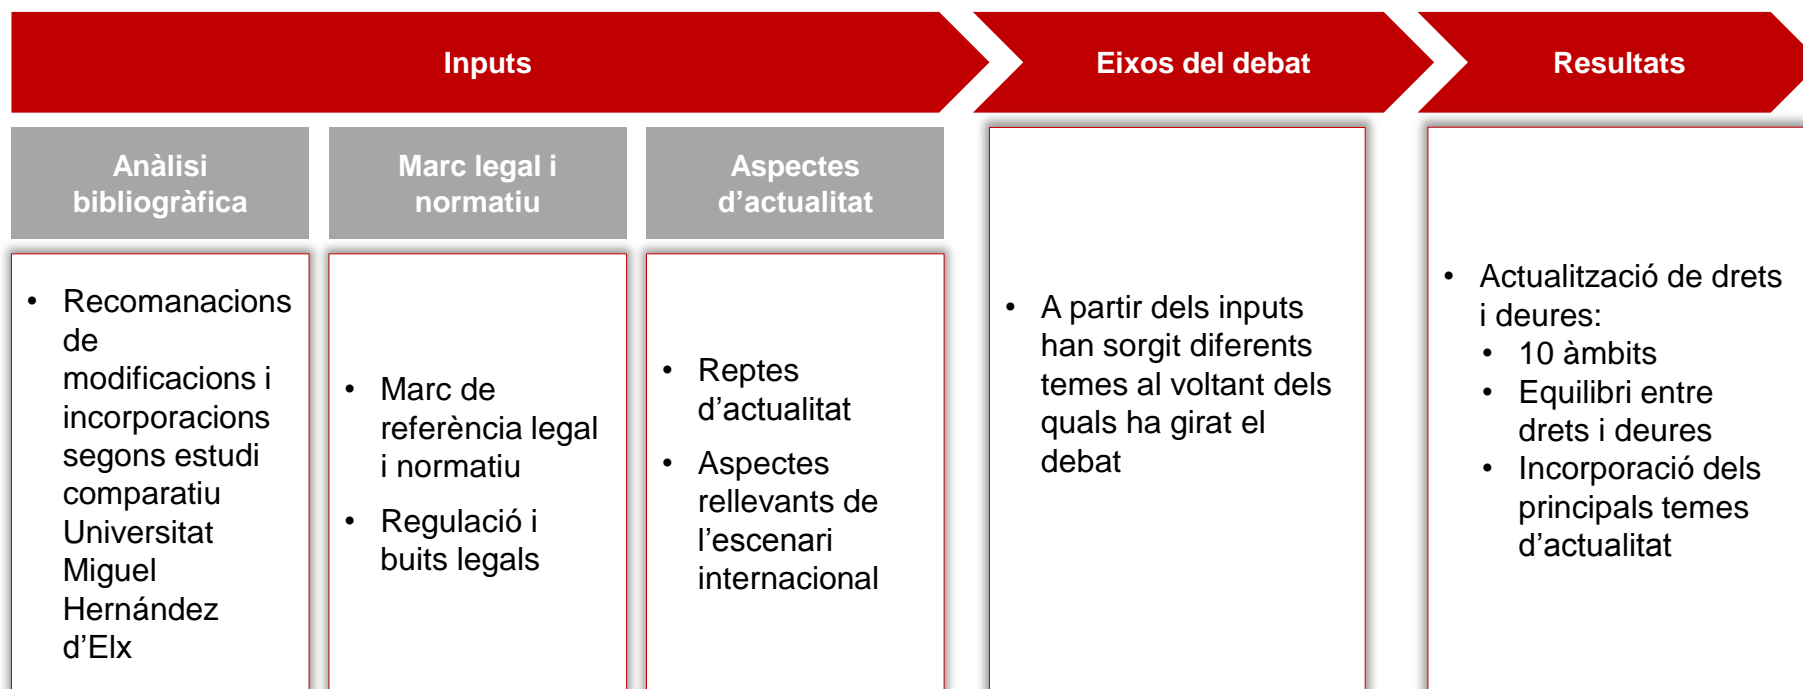 Inputs
Eixos del debat
Resultats
Anàlisi
bibliogràfica
Marc legal i
normatiu
Aspectes
d’actualitat
• Recomanacions
de
modificacions i
incorporacions
segons estudi
comparatiu
Universitat
Miguel
Hernández
d’Elx
• Marc de
referència legal
i normatiu
• Regulació i
buits legals
• Reptes
d’actualitat
• Aspectes
rellevants de
l’escenari
internacional
• A partir dels inputs
han sorgit diferents
temes al voltant dels
quals ha girat el
debat
• Actualització de drets
i deures:
• 10 àmbits
• Equilibri entre
drets i deures
• Incorporació dels
principals temes
d’actualitat